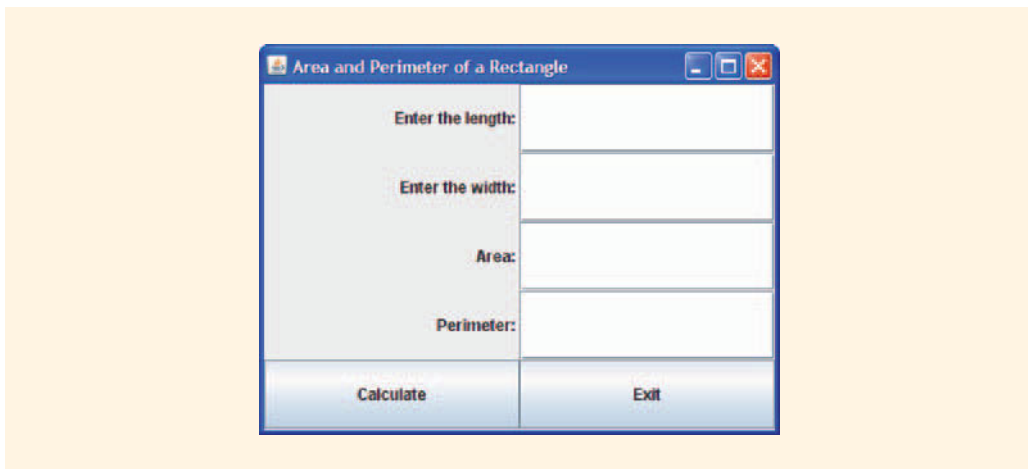 Area and Perimeter of a Rectangle
Enter the length:
Enter the width:
Area:
Perimeter:
Calculate
Exit